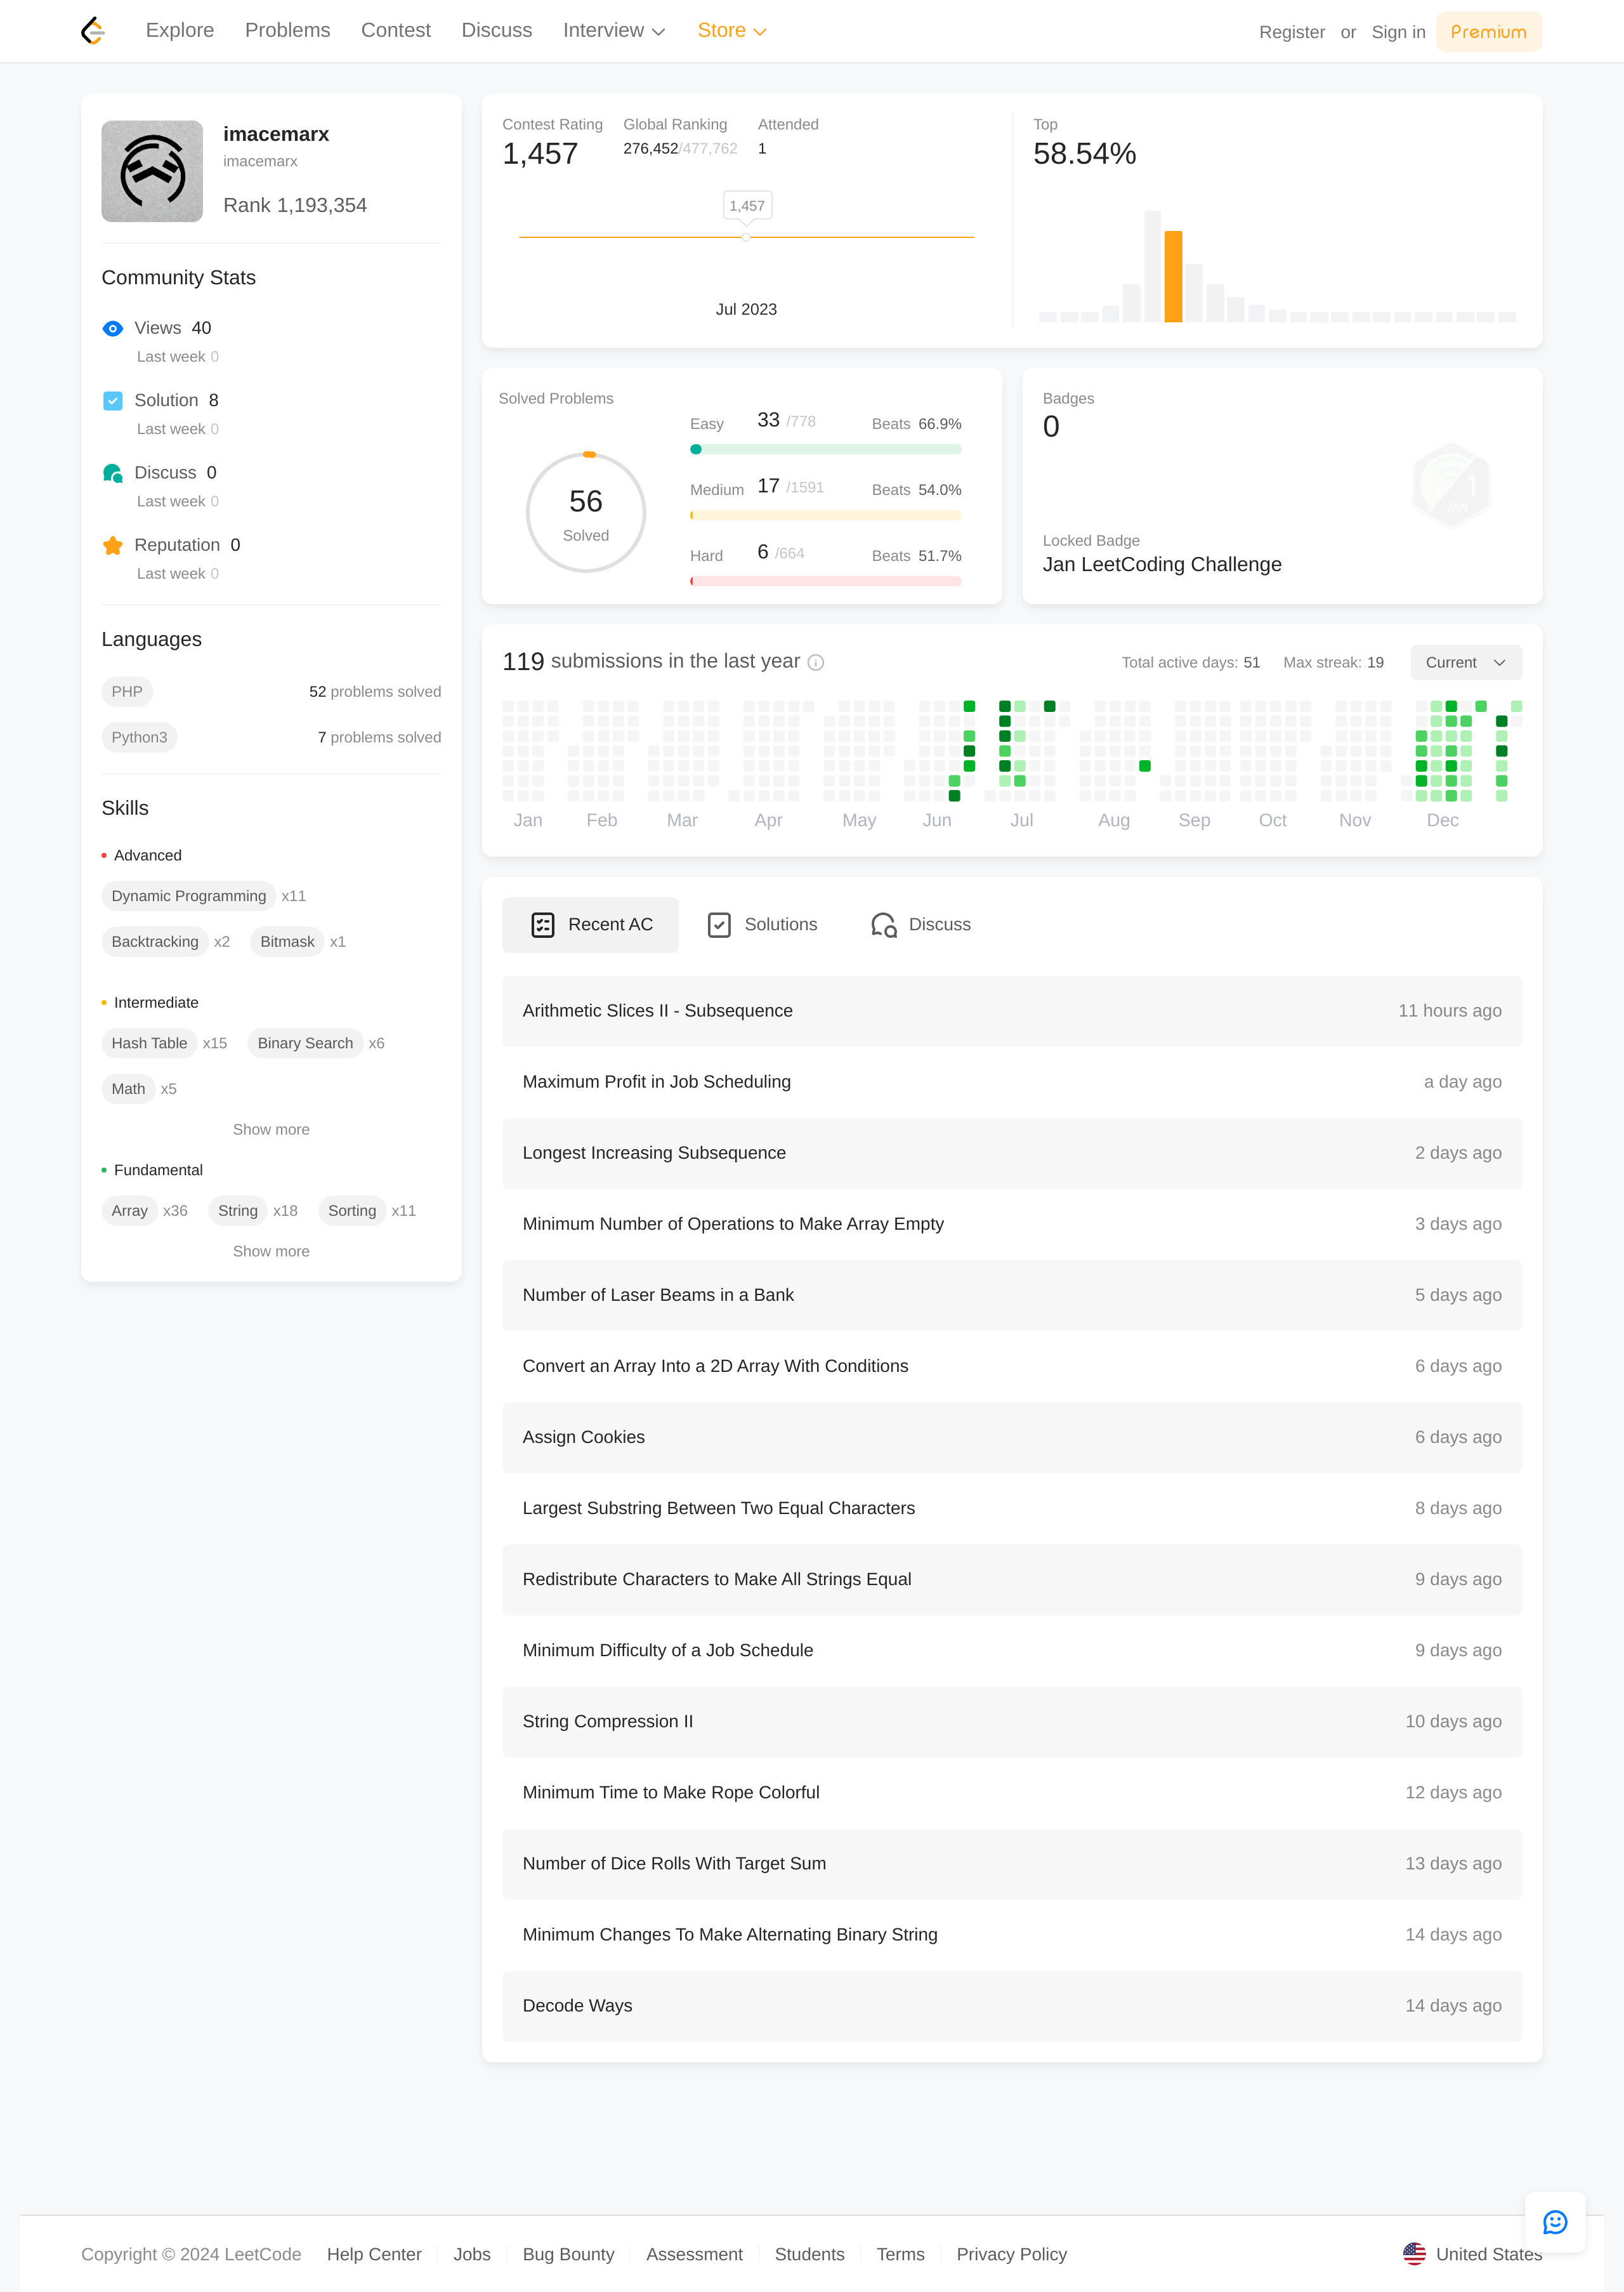 Explore Problems Contest Discuss Interview Store Register or Sign in Premium
imacemarx
imacemarx
Rank 1,193,354
Community Stats
Views 40
Last week 0
Solution 8
Last week 0
Discuss 0
Last week 0
Reputation 0
Last week 0
Languages
PHP 52 problems solved
Python3 7 problems solved
Skills
Advanced
Dynamic Programming x11
Backtracking x2 Bitmask x1
Intermediate
Hash Table x15 Binary Search x6
Math x5
Show more
Fundamental
Array x36 String x18 Sorting x11
Show more
Contest Rating Global Ranking Attended
1,457 276,452/477,762 1
1,457
Jul 2023
Top
58.54%
Solved Problems
56
Solved
Easy 33 /778 Beats 66.9%
Medium 17 /1591 Beats 54.0%
Hard 6 /664 Beats 51.7%
Badges
0
1
JAN
Locked Badge
Jan LeetCoding Challenge
119 submissions in the last year Total active days: 51 Max streak: 19 Current
Jan Feb Mar Apr May Jun Jul Aug Sep Oct Nov Dec
Recent AC Solutions Discuss
Arithmetic Slices II - Subsequence 11 hours ago
Maximum Profit in Job Scheduling a day ago
Longest Increasing Subsequence 2 days ago
Minimum Number of Operations to Make Array Empty 3 days ago
Number of Laser Beams in a Bank 5 days ago
Convert an Array Into a 2D Array With Conditions 6 days ago
Assign Cookies 6 days ago
Largest Substring Between Two Equal Characters 8 days ago
Redistribute Characters to Make All Strings Equal 9 days ago
Minimum Difficulty of a Job Schedule 9 days ago
String Compression II 10 days ago
Minimum Time to Make Rope Colorful 12 days ago
Number of Dice Rolls With Target Sum 13 days ago
Minimum Changes To Make Alternating Binary String 14 days ago
Decode Ways 14 days ago
Copyright © 2024 LeetCode Help Center Jobs Bug Bounty Assessment Students Terms Privacy Policy United States